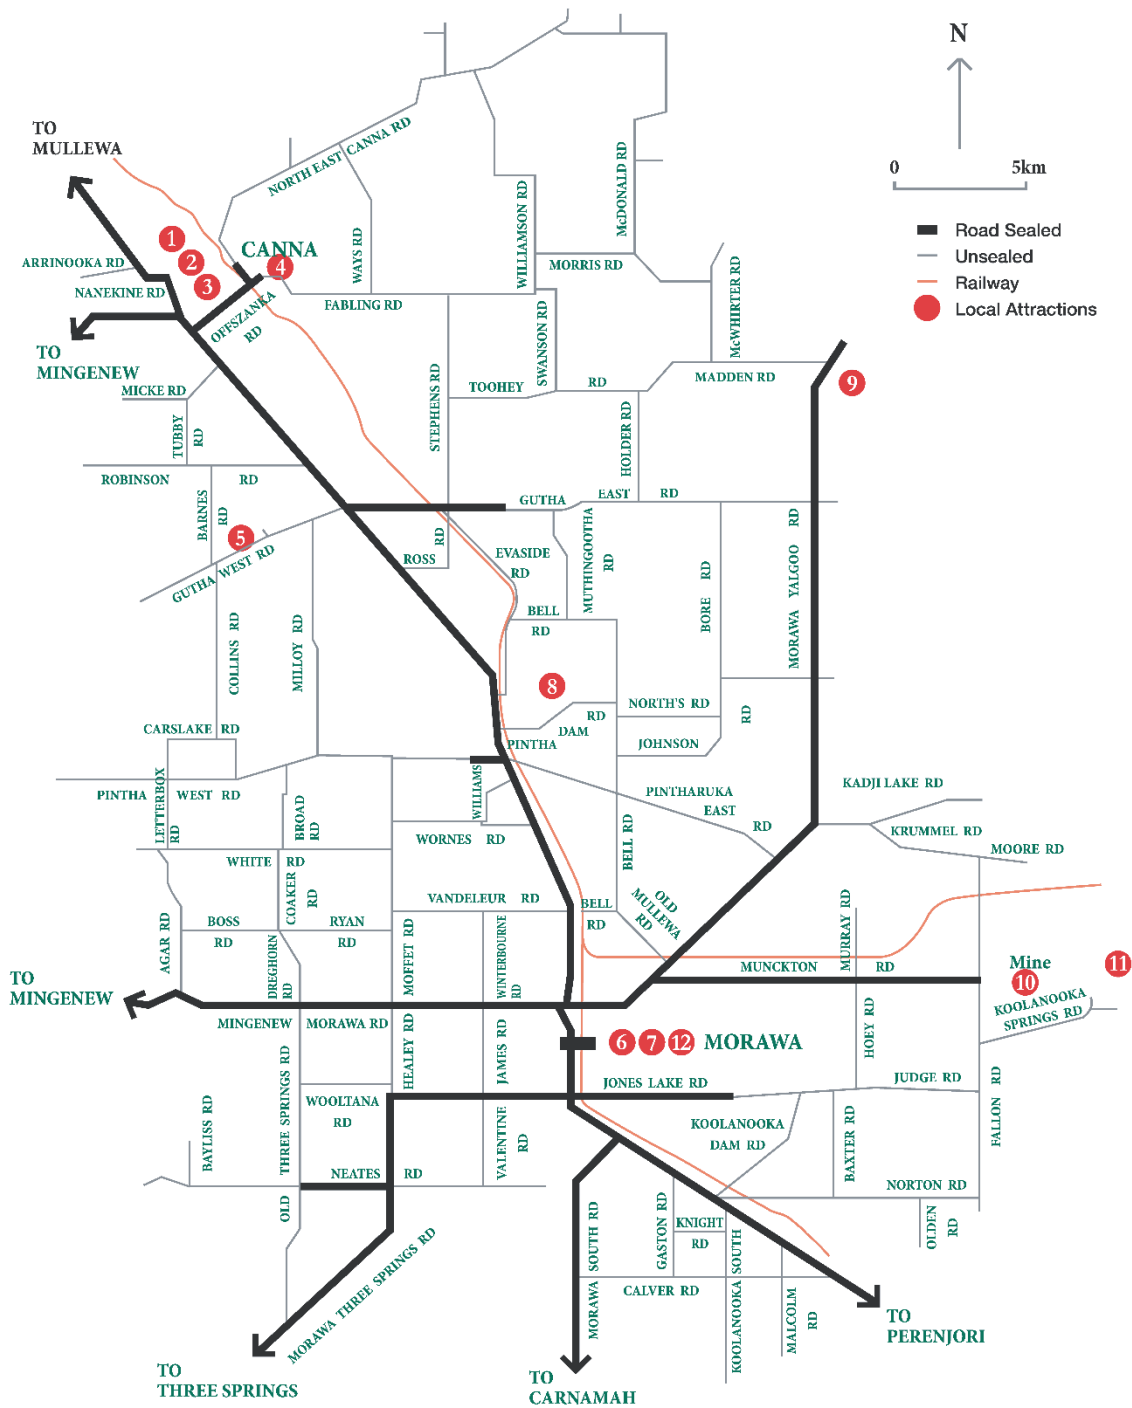 N
0
5km
Road Sealed
Unsealed
Railway
Local Attractions
TO
MULLEWA
NORTH EAST CANNA RD
McDONALD RD
WILLIAMSON RD
WAYS RD
1
2
3
CANNA
4
ARRINOOKA RD
NANEKINE RD
MORRIS RD
McWHIRTER RD
OFFSZANKA
RD
FABLING RD
SWANSON RD
TO
MINGENEW
MICKE RD
STEPHENS RD
TOOHEY
RD
MADDEN RD
9
TUBBY
RD
HOLDER RD
ROBINSON
RD
BARNES
RD
GUTHA
EAST
RD
5
GUTHA WEST RD
ROSS
RD
EVASIDE
RD
MUTHINGOOTHA
RD
BORE
RD
MORAWA
YALGOO
RD
BELL
RD
COLLINS RD
MILLOY RD
8
NORTH'S RD
RD
RD
DAM
PINTHA
CARSLAKE RD
JOHNSON
PINTHA
WEST RD
LETTERBOX
RD
BROAD
RD
WILLIAMS
PINTHARUKA
EAST
RD
KADJI LAKE RD
KRUMMEL RD
MOORE RD
WORNES RD
BELL RD
WHITE RD
COAKER
RD
VANDELEUR RD
BELL
RD
OLD
MULLEWA
RD
MURRAY RD
AGAR RD
BOSS
RD
RYAN
RD
DREGHORN
RD
MOFFET RD
WINTERBOURNE
RD
MUNCKTON
RD
Mine
10
11
KOOLANOOKA
SPRINGS RD
TO
MINGENEW
MINGENEW MORAWA RD
HEALEY RD
JAMES RD
6
7
12
MORAWA
HOEY RD
THREE SPRINGS RD
OLD
JONES LAKE RD
JUDGE RD
FALLON RD
WOOLTANA
RD
BAYLISS RD
VALENTINE
RD
KOOLANOOKA
DAM RD
BAXTER RD
NEATES
RD
NORTON RD
OLDEN
RD
MORAWA SOUTH RD
GASTON RD
KNIGHT
RD
KOOLANOOKA SOUTH
RD
MORAWA THREE SPRINGS RD
CALVER RD
MALCOLM
RD
TO
PERENJORI
TO
THREE SPRINGS
TO
CARNAMAH